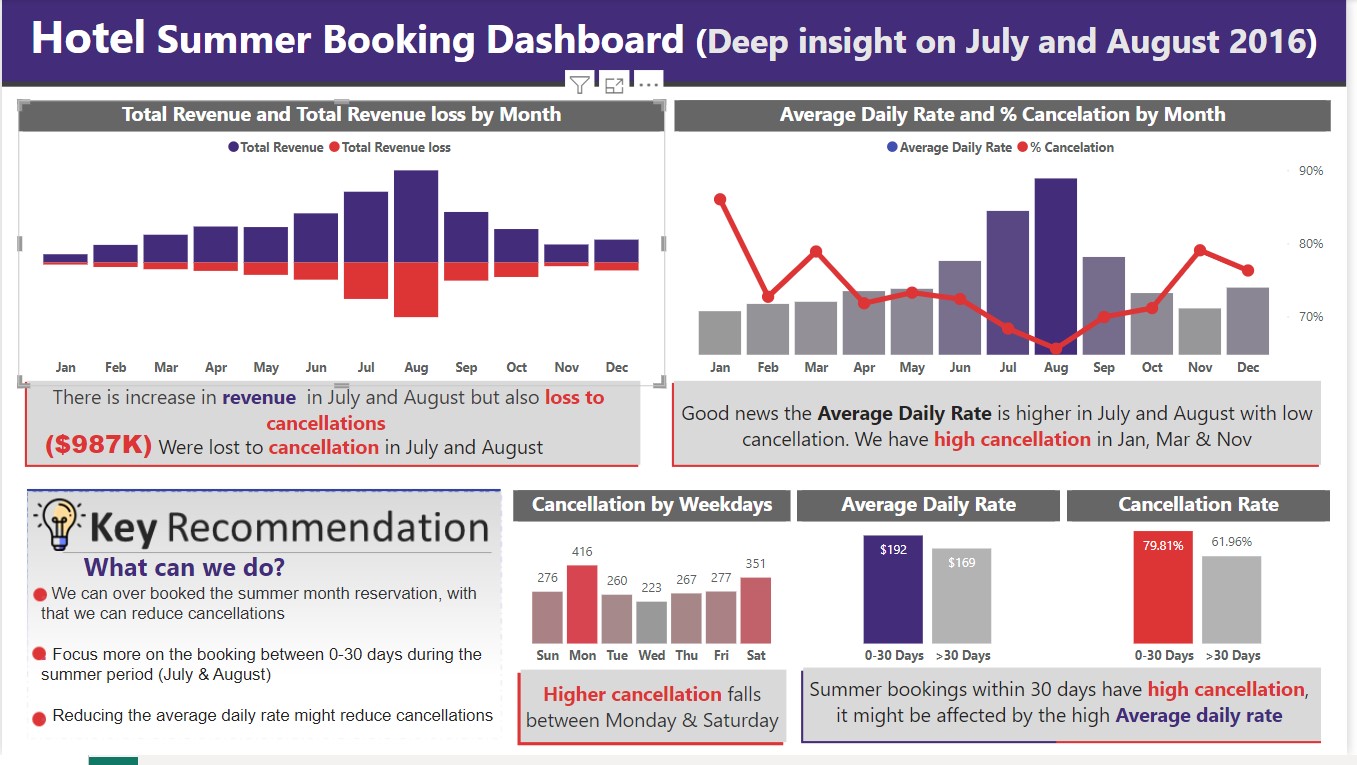 Hotel Summer Booking Dashboard (Deep insight on July and August 2016)
Total Revenue and Total Revenue loss by Month
Total Revenue Total Revenue loss
Jan Feb Mar Apr May Jun Jul Aug Sep Oct Nov Dec
There is increase in revenue in July and August but also loss to
cancellations
($987K) Were lost to cancellation in July and August
Average Daily Rate and % Cancelation by Month
Average Daily Rate % Cancelation
90%
80%
70%
Jan Feb Mar Apr May Jun Jul Aug Sep Oct Nov Dec
Good news the Average Daily Rate is higher in July and August with low
cancellation. We have high cancellation in Jan, Mar & Nov
Key Recommendation
What can we do?
We can over booked the summer month reservation, with
that we can reduce cancellations
Focus more on the booking between 0-30 days during the
summer period (July & August)
Reducing the average daily rate might reduce cancellations
Cancellation by Weekdays
276 416 260 223 267 277 351
Sun Mon Tue Wed Thu Fri Sat
Higher cancellation falls
between Monday & Saturday
Average Daily Rate
$192 $169
0-30 Days >30 Days
Cancellation Rate
79.81% 61.96%
0-30 Days >30 Days
Summer bookings within 30 days have high cancellation,
it might be affected by the high Average daily rate